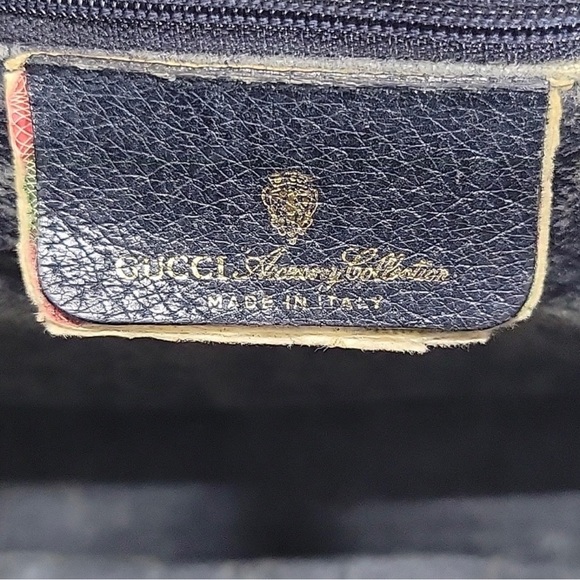 GUCCI Accessory Collection
MADE IN ITALY